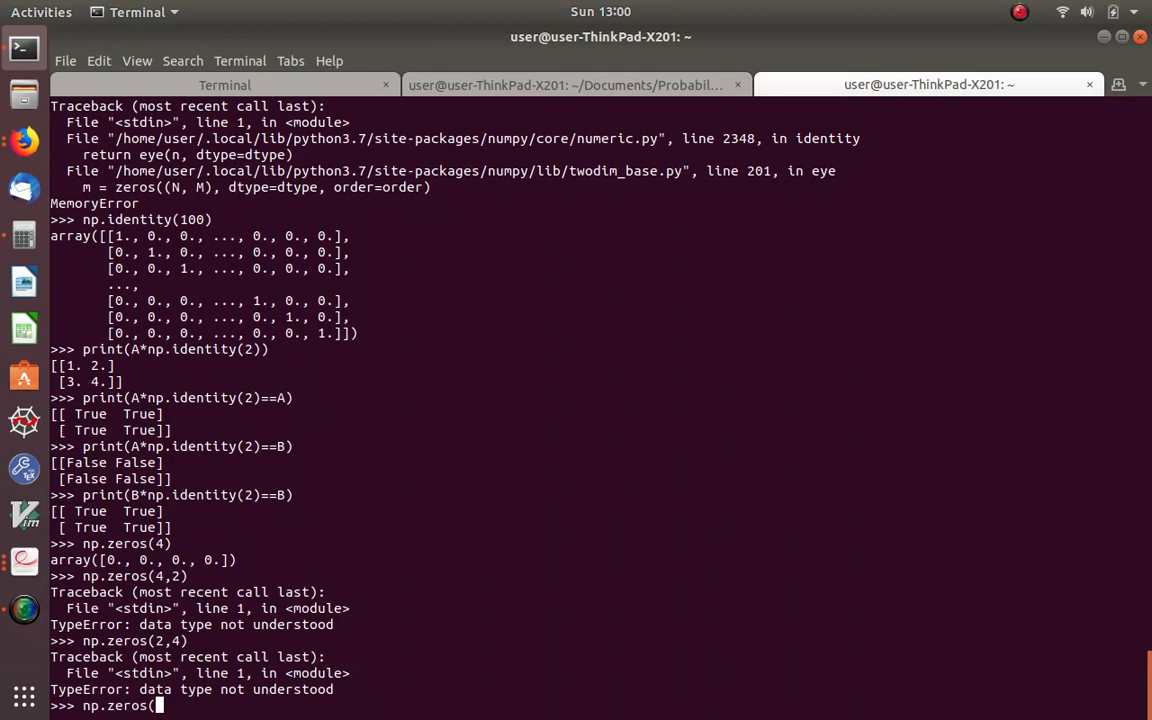 Activities
Terminal
Sun 13:00
user@user-ThinkPad-X201: ~
File Edit View Search Terminal Tabs Help
Terminal
user@user-ThinkPad-X201: ~/Documents/Probabil...
user@user-ThinkPad-X201: ~
Traceback (most recent call last):
  File "<stdin>", line 1, in <module>
  File "/home/user/.local/lib/python3.7/site-packages/numpy/core/numeric.py", line 2348, in identity
    return eye(n, dtype=dtype)
  File "/home/user/.local/lib/python3.7/site-packages/numpy/lib/twodim_base.py", line 201, in eye
    m = zeros((N, M), dtype=dtype, order=order)
MemoryError
>>> np.identity(100)
array([[1., 0., 0., ..., 0., 0., 0.],
       [0., 1., 0., ..., 0., 0., 0.],
       [0., 0., 1., ..., 0., 0., 0.],
       ...,
       [0., 0., 0., ..., 1., 0., 0.],
       [0., 0., 0., ..., 0., 1., 0.],
       [0., 0., 0., ..., 0., 0., 1.]])
>>> print(A*np.identity(2))
[[1. 2.]
 [3. 4.]]
>>> print(A*np.identity(2)==A)
[[ True  True]
 [ True  True]]
>>> print(A*np.identity(2)==B)
[[False False]
 [False False]]
>>> print(B*np.identity(2)==B)
[[ True  True]
 [ True  True]]
>>> np.zeros(4)
array([0., 0., 0., 0.])
>>> np.zeros(4,2)
Traceback (most recent call last):
  File "<stdin>", line 1, in <module>
TypeError: data type not understood
>>> np.zeros(2,4)
Traceback (most recent call last):
  File "<stdin>", line 1, in <module>
TypeError: data type not understood
>>> np.zeros(